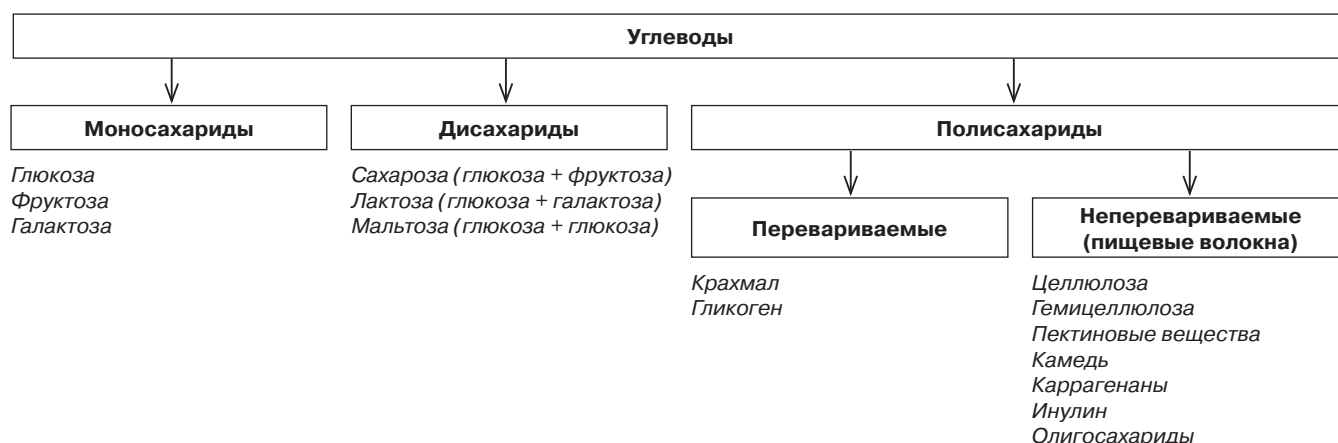 Углеводы
Моносахариды
Дисахариды
Полисахариды
Глюкоза
Фруктоза
Галактоза
Сахароза (глюкоза + фруктоза)
Лактоза (глюкоза + галактоза)
Мальтоза (глюкоза + глюкоза)
Перевариваемые
Неперевариваемые
(пищевые волокна)
Крахмал
Гликоген
Целлюлоза
Гемицеллюлоза
Пектиновые вещества
Камедь
Каррагенаны
Инулин
Олигосахариды